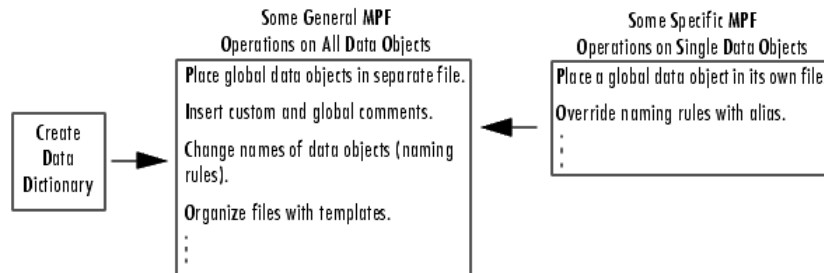 Create
Data
Dictionary
Some General MPF
Operations on All Data Objects
Place global data objects in separate file.
Insert custom and global comments.
Change names of data objects (naming
rules).
Organize files with templates.
Some Specific MPF
Operations on Single Data Objects
Place a global data object in its own file
Override naming rules with alias.